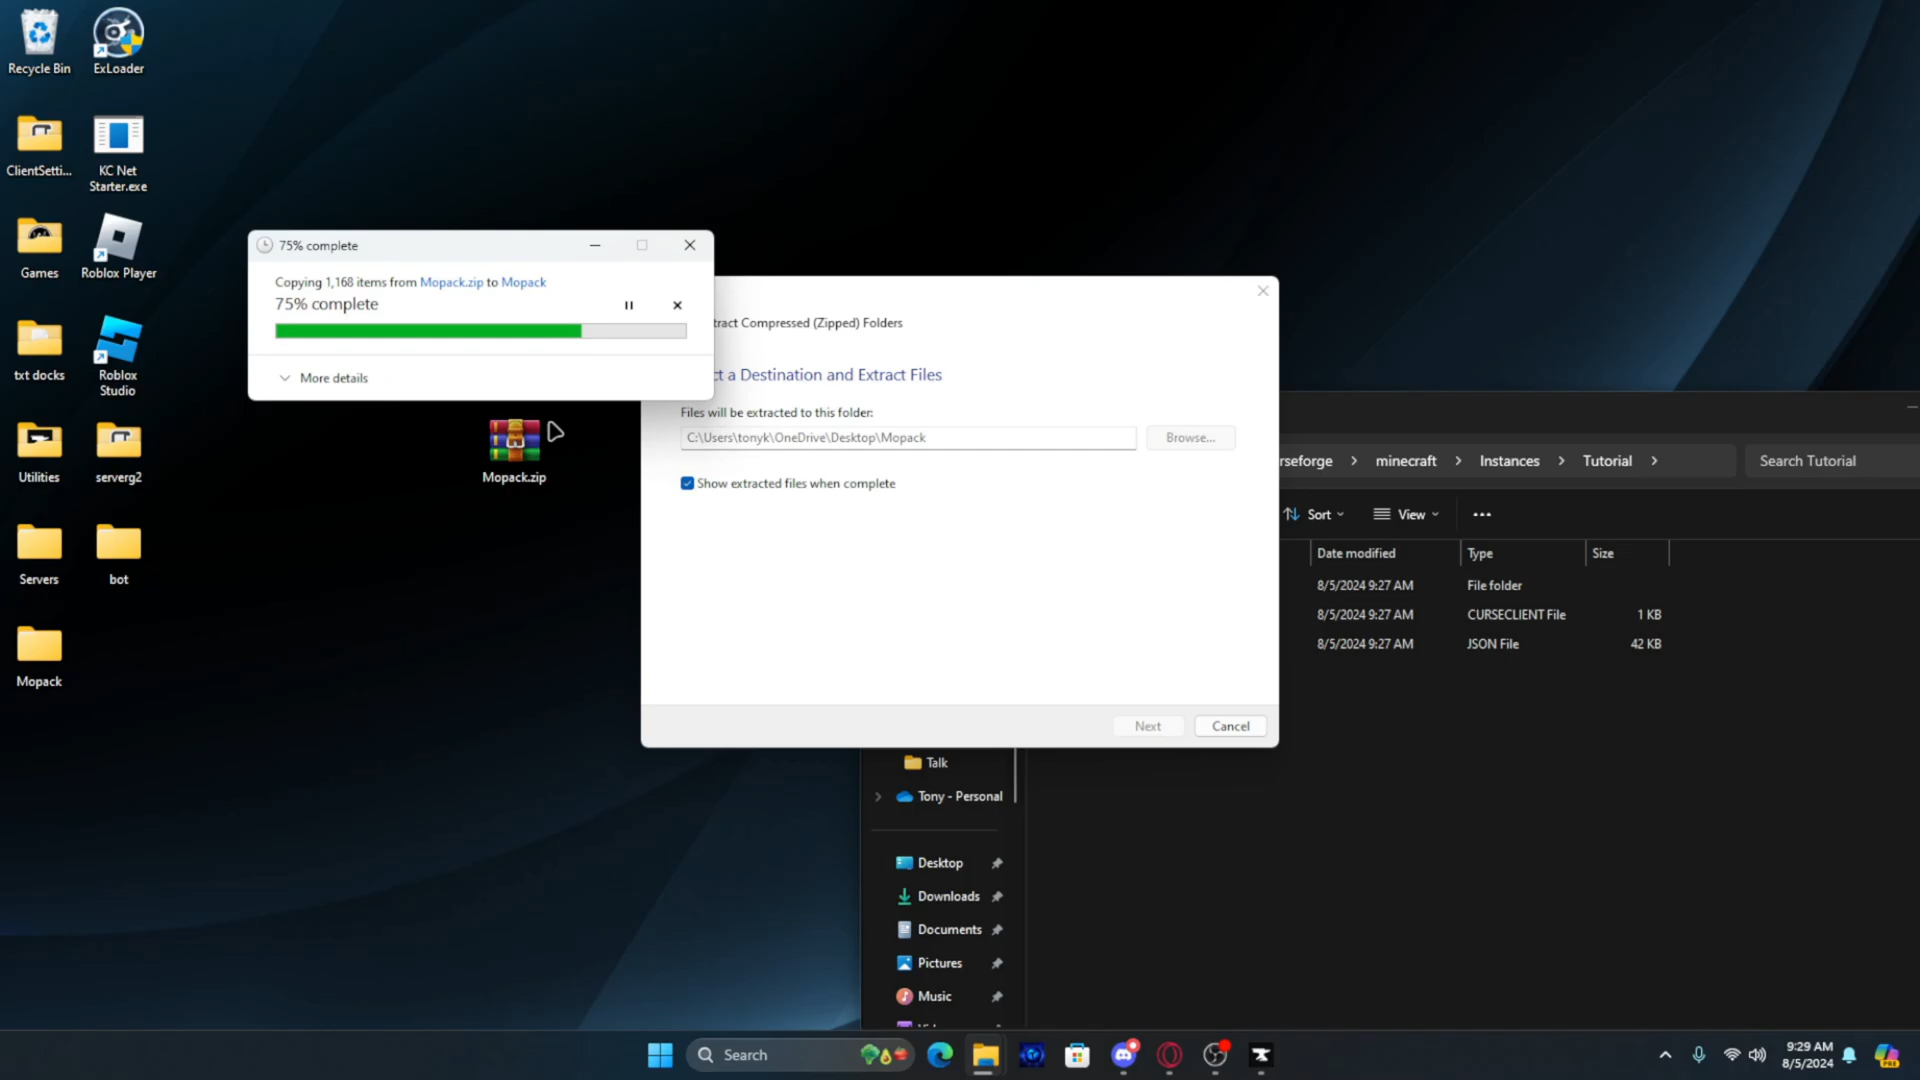 Recycle Bin
ExLoader
ClientSetti...
KC Net
Starter.exe
Games
Roblox Player
txt docks
Roblox
Studio
Utilities
serverg2
Servers
bot
Mopack
75% complete
Copying 1,168 items from Mopack.zip to Mopack
75% complete
More details
Mopack.zip
tract Compressed (Zipped) Folders
ct a Destination and Extract Files
Files will be extracted to this folder:
C:\Users\tonyk\OneDrive\Desktop\Mopack
Browse...
Show extracted files when complete
Next
Cancel
rseforge
minecraft
Instances
Tutorial
Search Tutorial
Sort
View
Date modified
Type
Size
8/5/2024 9:27 AM
File folder
8/5/2024 9:27 AM
CURSECLIENT File
1 KB
8/5/2024 9:27 AM
JSON File
42 KB
Talk
Tony - Personal
Desktop
Downloads
Documents
Pictures
Music
Search
9:29 AM
8/5/2024